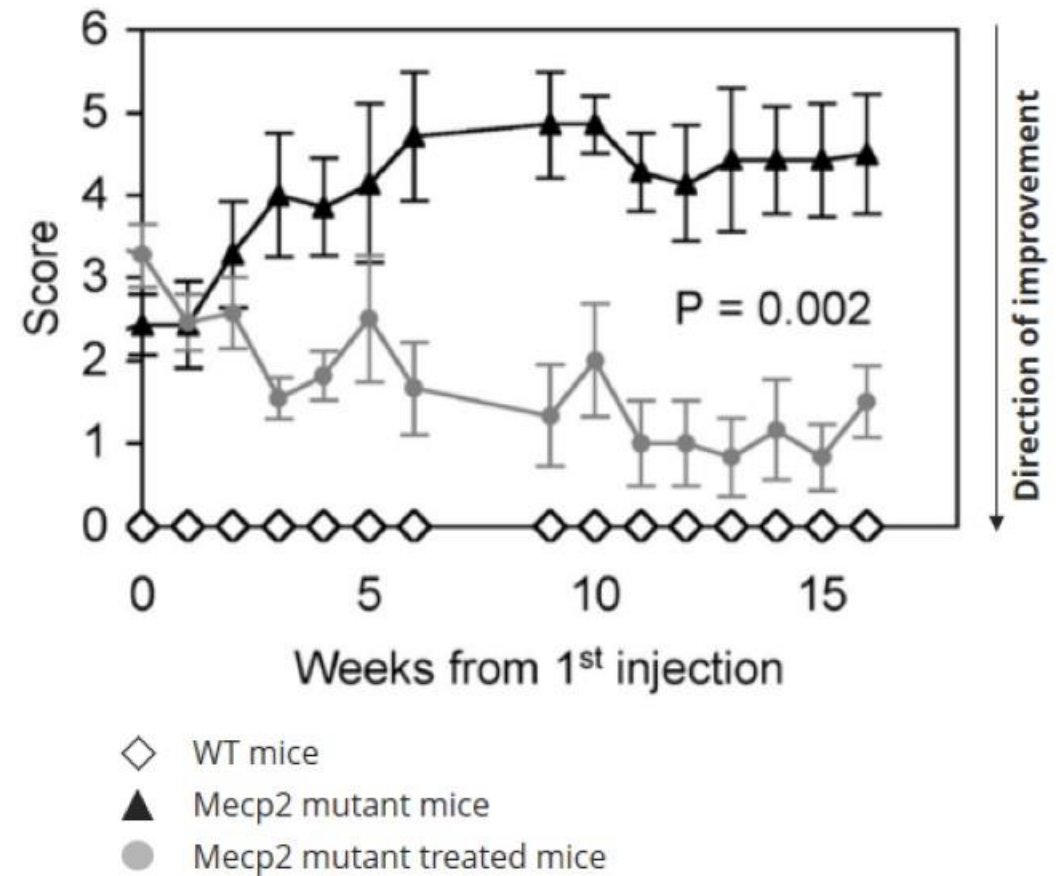 6
5
4
3
2
1
0
Score
P = 0.002
Direction of improvement
0 5 10 15
Weeks from 1st injection
WT mice
Mecp2 mutant mice
Mecp2 mutant treated mice